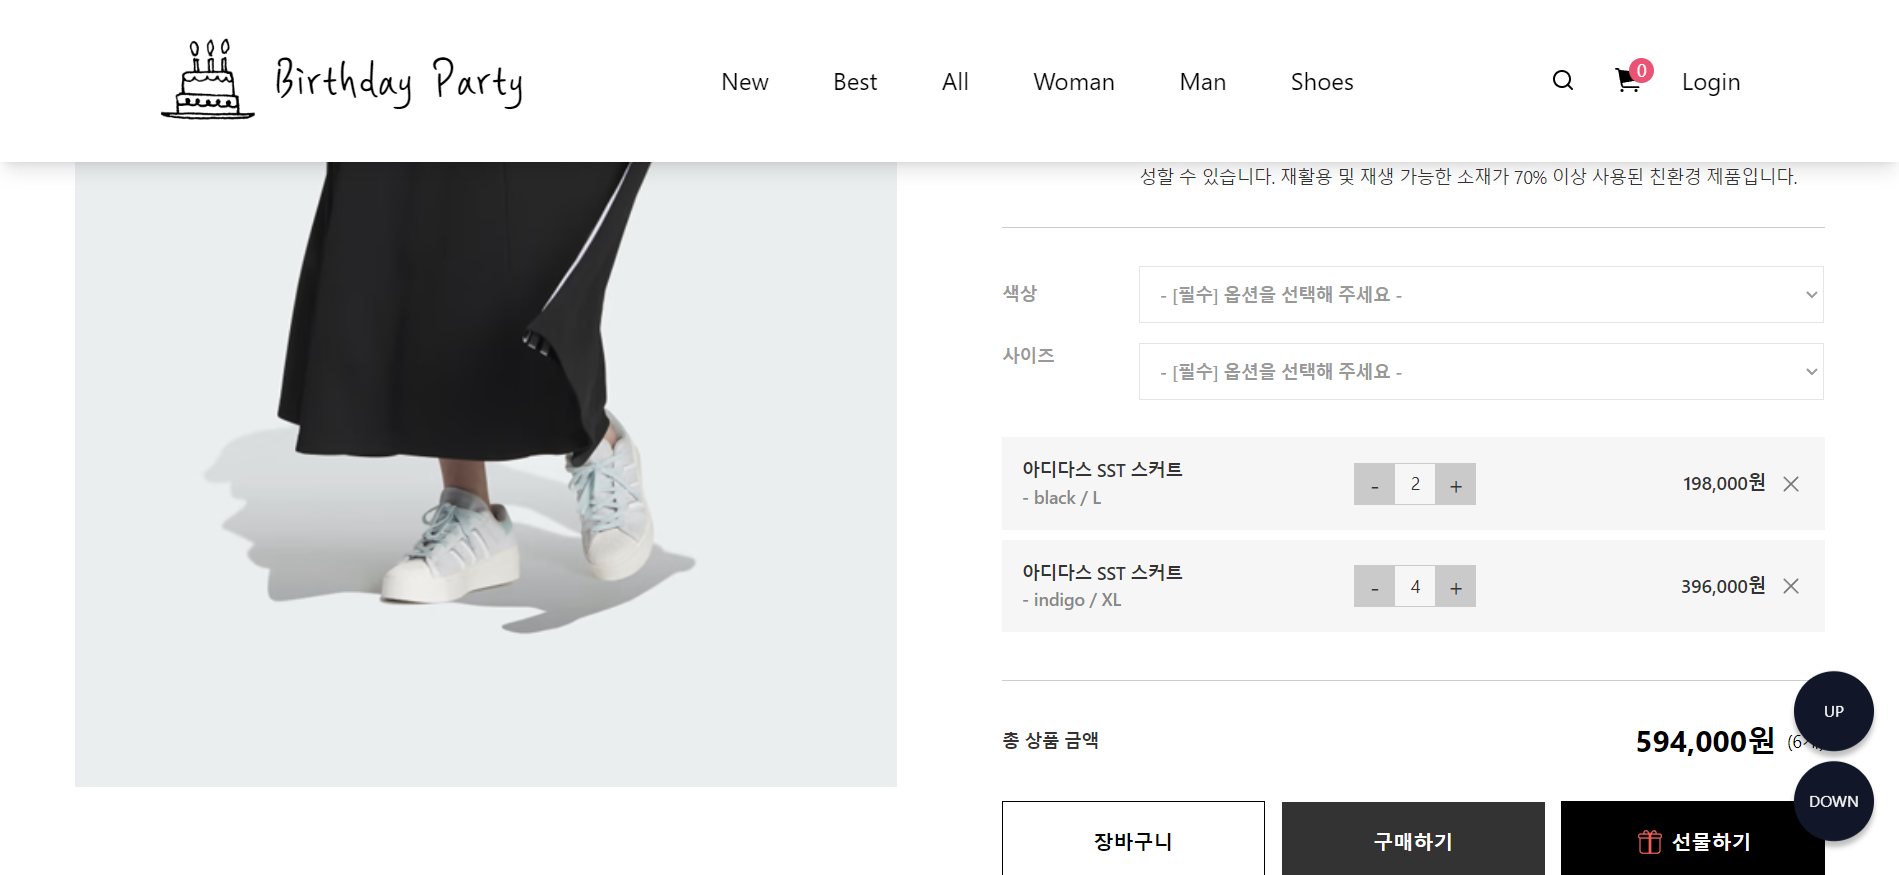 Birthday Party
New
Best
All
Woman
Man
Shoes
0
Login
성할 수 있습니다. 재활용 및 재생 가능한 소재가 70% 이상 사용된 친환경 제품입니다.
색상
- [필수] 옵션을 선택해 주세요 -
사이즈
- [필수] 옵션을 선택해 주세요 -
아디다스 SST 스커트
- black / L
- 2 +
198,000원
아디다스 SST 스커트
- indigo / XL
- 4 +
396,000원
총 상품 금액
594,000원
UP
DOWN
장바구니
구매하기
선물하기